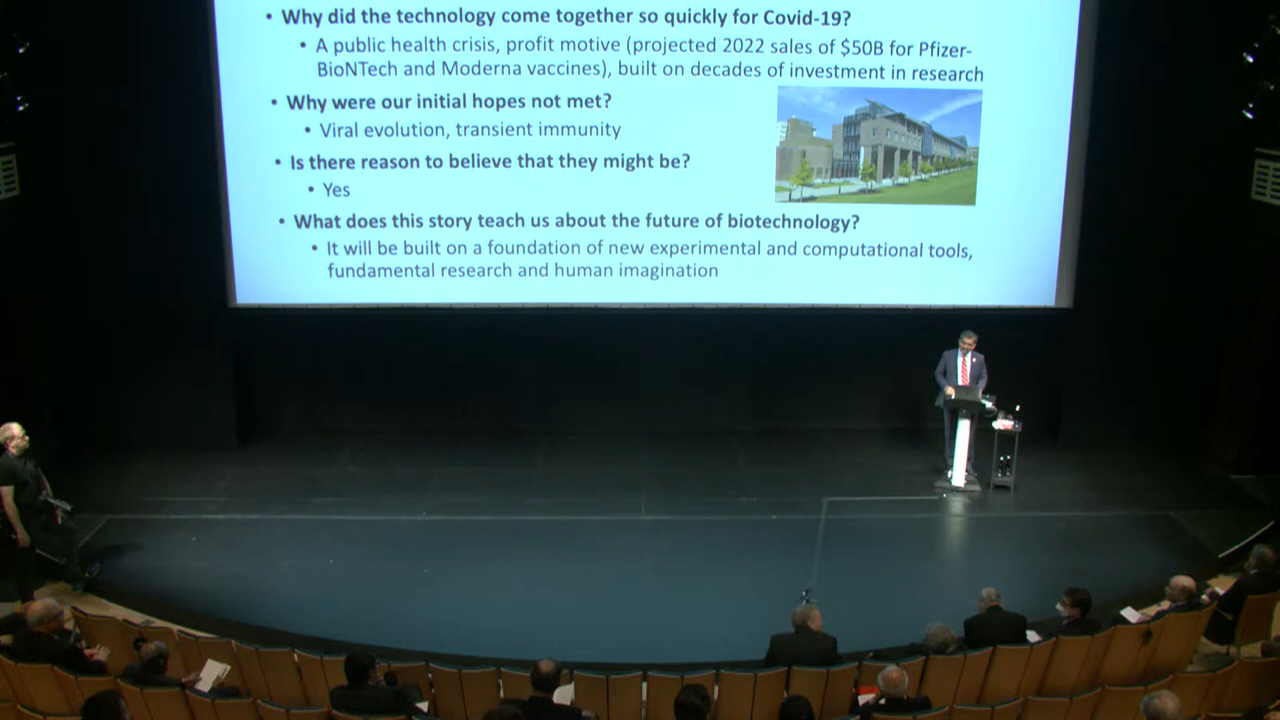 • Why did the technology come together so quickly for Covid-19?
• A public health crisis, profit motive (projected 2022 sales of $50B for Pfizer-
BioNTech and Moderna vaccines), built on decades of investment in research
• Why were our initial hopes not met?
• Viral evolution, transient immunity
• Is there reason to believe that they might be?
• Yes
• What does this story teach us about the future of biotechnology?
• It will be built on a foundation of new experimental and computational tools,
fundamental research and human imagination